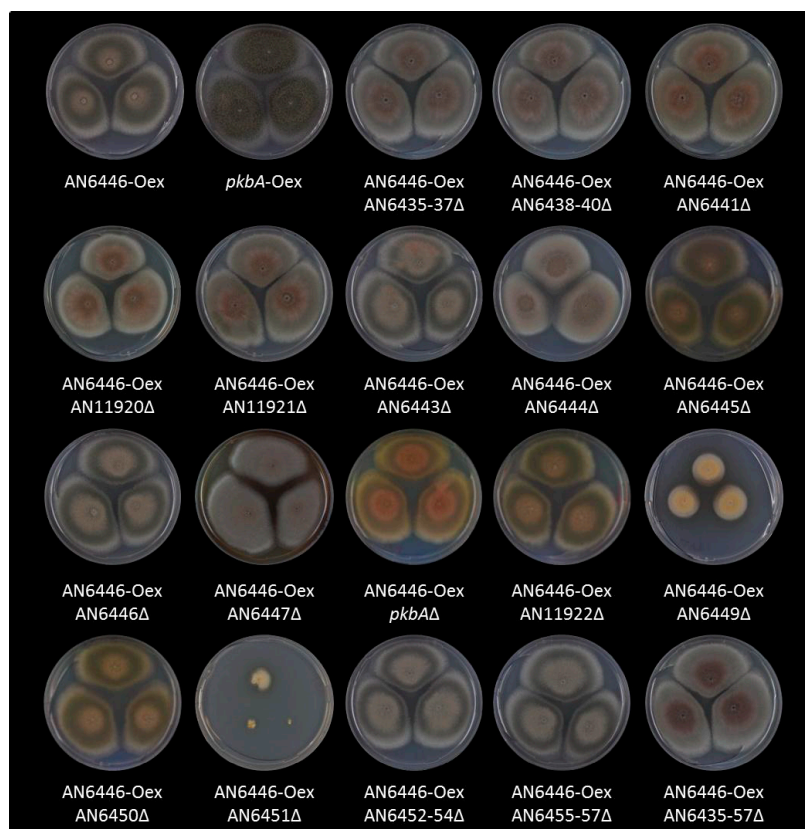 AN6446-Oex
pkbA-Oex
AN6446-Oex
AN6435-37Δ
AN6446-Oex
AN6438-40Δ
AN6446-Oex
AN6441Δ
AN6446-Oex
AN11920Δ
AN6446-Oex
AN11921Δ
AN6446-Oex
AN6443Δ
AN6446-Oex
AN6444Δ
AN6446-Oex
AN6445Δ
AN6446-Oex
AN6446Δ
AN6446-Oex
AN6447Δ
AN6446-Oex
pkbAΔ
AN6446-Oex
AN11922Δ
AN6446-Oex
AN6449Δ
AN6446-Oex
AN6450Δ
AN6446-Oex
AN6451Δ
AN6446-Oex
AN6452-54Δ
AN6446-Oex
AN6455-57Δ
AN6446-Oex
AN6435-57Δ